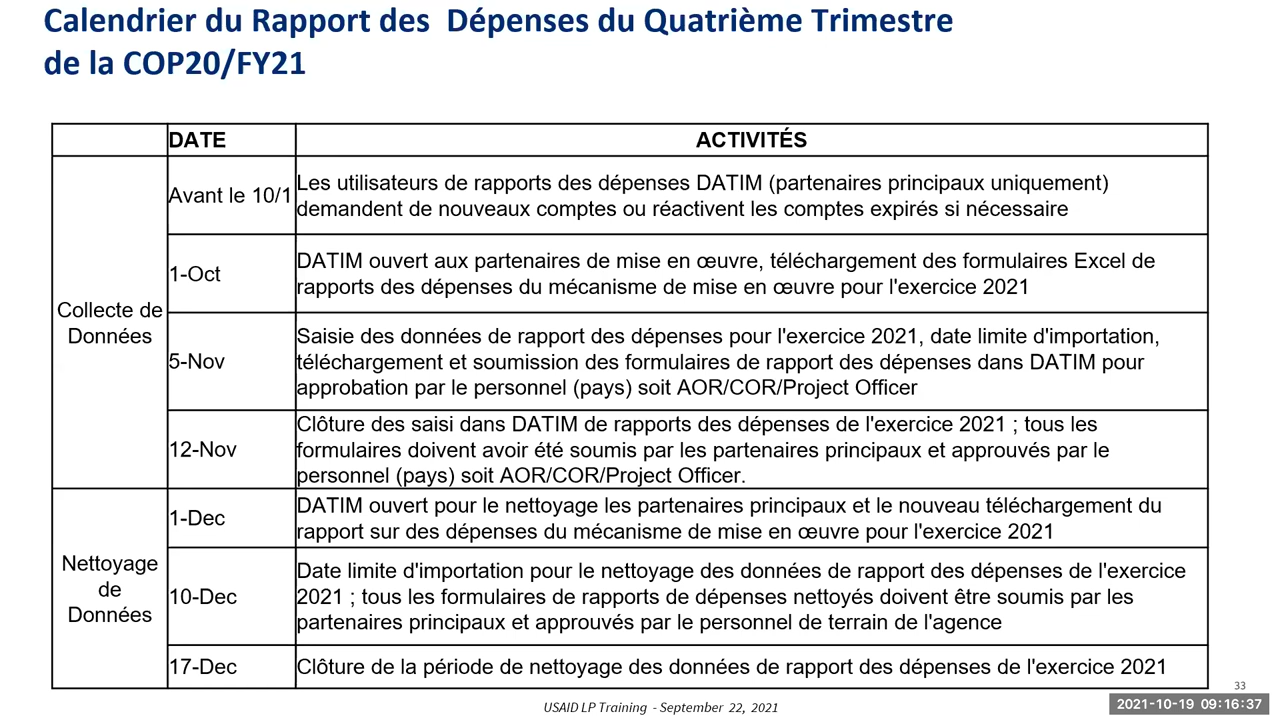 Calendrier du Rapport des  Dépenses du Quatrième Trimestre
de la COP20/FY21
DATE
ACTIVITÉS
Collecte de
Données
Avant le 10/1
Les utilisateurs de rapports des dépenses DATIM (partenaires principaux uniquement)
demandent de nouveaux comptes ou réactivent les comptes expirés si nécessaire
1-Oct
DATIM ouvert aux partenaires de mise en œuvre, téléchargement des formulaires Excel de
rapports des dépenses du mécanisme de mise en œuvre pour l'exercice 2021
5-Nov
Saisie des données de rapport des dépenses pour l'exercice 2021, date limite d'importation,
téléchargement et soumission des formulaires de rapport des dépenses dans DATIM pour
approbation par le personnel (pays) soit AOR/COR/Project Officer
12-Nov
Clôture des saisi dans DATIM de rapports des dépenses de l'exercice 2021 ; tous les
formulaires doivent avoir été soumis par les partenaires principaux et approuvés par le
personnel (pays) soit AOR/COR/Project Officer.
Nettoyage
de
Données
1-Dec
DATIM ouvert pour le nettoyage les partenaires principaux et le nouveau téléchargement du
rapport sur des dépenses du mécanisme de mise en œuvre pour l'exercice 2021
10-Dec
Date limite d'importation pour le nettoyage des données de rapport des dépenses de l'exercice
2021 ; tous les formulaires de rapports de dépenses nettoyés doivent être soumis par les
partenaires principaux et approuvés par le personnel de terrain de l'agence
17-Dec
Clôture de la période de nettoyage des données de rapport des dépenses de l'exercice 2021
33
USAID LP Training - September 22, 2021
2021-10-19 09:16:37